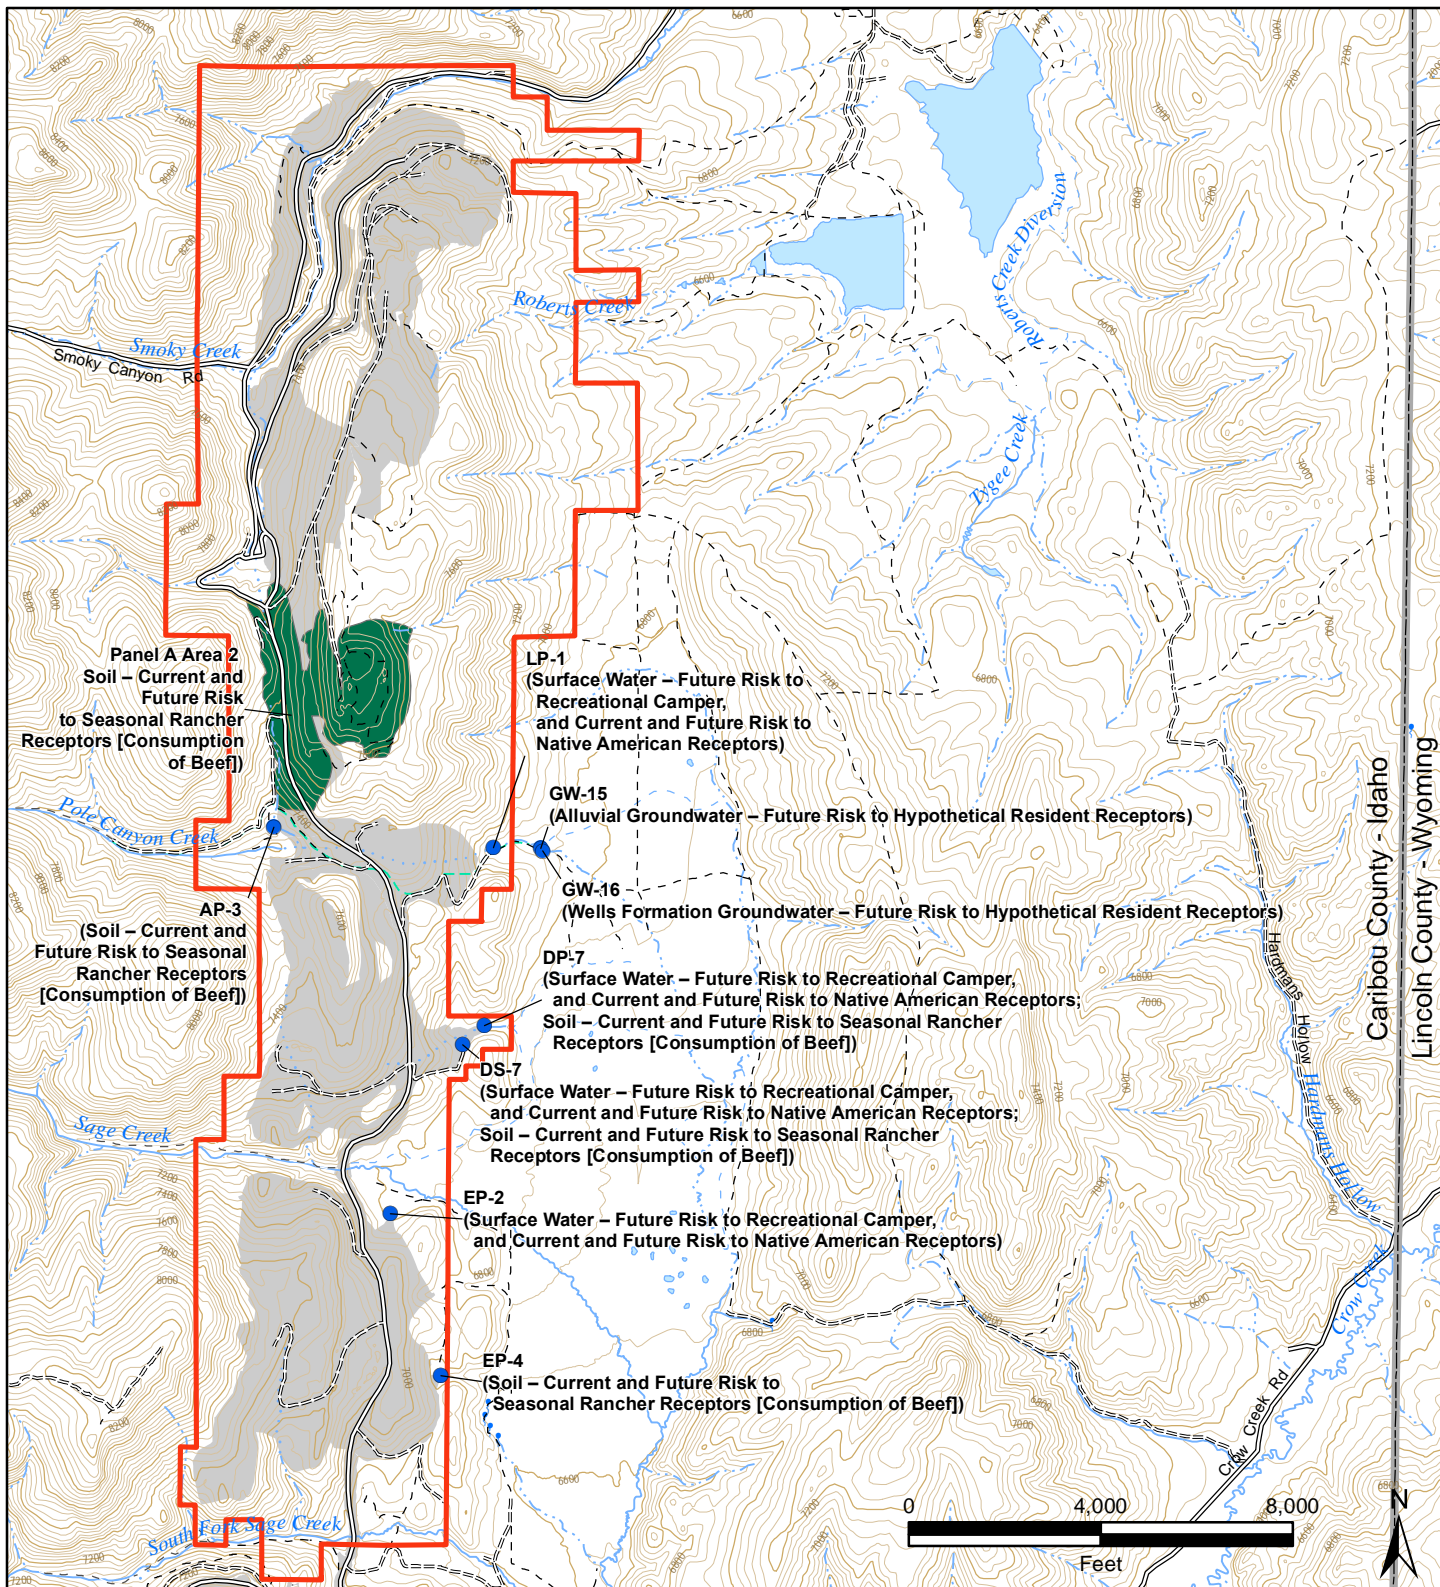 Roberts Creek Diversion
Roberts Creek
Smoky Creek
Smoky Canyon Rd
Tygee Creek
Panel A Area 2
Soil – Current and
Future Risk
to Seasonal Rancher
Receptors [Consumption
of Beef])
LP-1
(Surface Water – Future Risk to
Recreational Camper,
and Current and Future Risk to
Native American Receptors)
GW-15
(Alluvial Groundwater – Future Risk to Hypothetical Resident Receptors)
Pole Canyon Creek
GW-16
(Wells Formation Groundwater – Future Risk to Hypothetical Resident Receptors)
AP-3
(Soil – Current and
Future Risk to Seasonal
Rancher Receptors
[Consumption of Beef])
DP-7
(Surface Water – Future Risk to Recreational Camper,
and Current and Future Risk to Native American Receptors;
Soil – Current and Future Risk to Seasonal Rancher
Receptors [Consumption of Beef])
Hardmans Hollow
Hardmans Hollow
Caribou County - Idaho
Lincoln County - Wyoming
DS-7
(Surface Water – Future Risk to Recreational Camper,
and Current and Future Risk to Native American Receptors;
Soil – Current and Future Risk to Seasonal Rancher
Receptors [Consumption of Beef])
Sage Creek
EP-2
(Surface Water – Future Risk to Recreational Camper,
and Current and Future Risk to Native American Receptors)
Crow Creek
EP-4
(Soil – Current and Future Risk to
Seasonal Rancher Receptors [Consumption of Beef])
Crow Creek Rd
South Fork Sage Creek
0 4,000 8,000
Feet
N